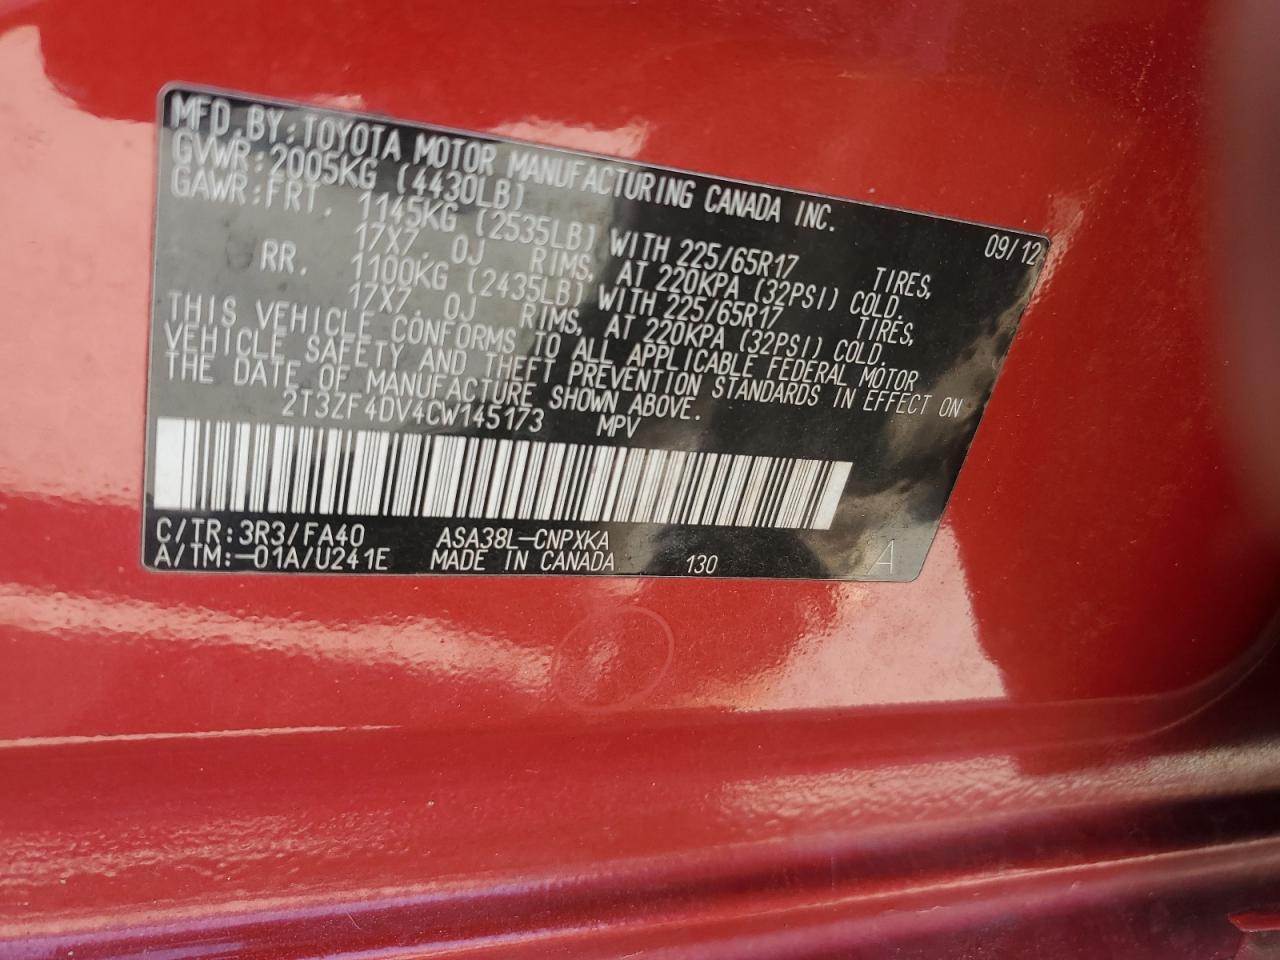 MFD. BY: TOYOTA MOTOR MANUFACTURING CANADA INC.
GVWR: 2005KG (4430LB) 09/12
GAWR: FRT. 1145KG (2535LB) WITH 225/65R17 TIRES,
17X7. 0J RIMS, AT 220KPA (32PSI) COLD.
RR. 1100KG (2435LB) WITH 225/65R17 TIRES,
17X7. 0J RIMS, AT 220KPA (32PSI) COLD.
THIS VEHICLE CONFORMS TO ALL APPLICABLE FEDERAL MOTOR
VEHICLE SAFETY AND THEFT PREVENTION STANDARDS IN EFFECT ON
THE DATE OF MANUFACTURE SHOWN ABOVE.
2T3ZF4DV4CW145173 MPV
C/TR: 3R3/FA40 ASA38L-CNPXKA
A/TM: -01A/U241E MADE IN CANADA 130 A